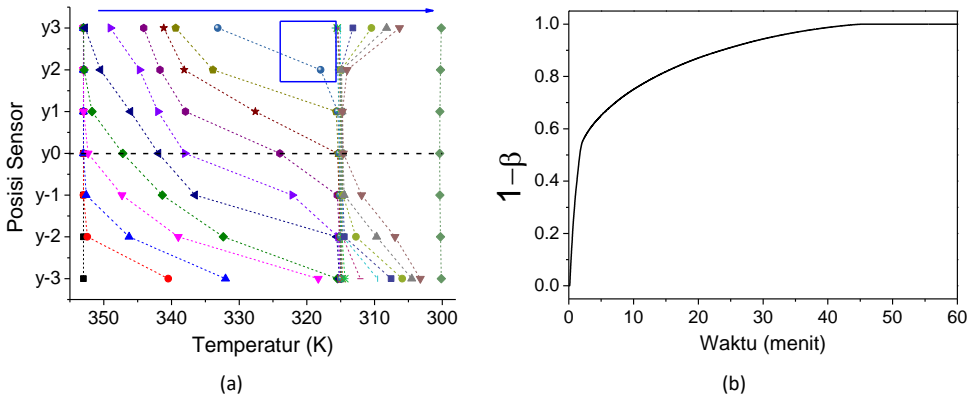 y3
y2
y1
y0
y-1
y-2
y-3
Posisi Sensor
350 340 330 320 310 300
Temperatur (K)
(a)
1.0
0.8
0.6
0.4
0.2
0.0
1−β
0 10 20 30 40 50 60
Waktu (menit)
(b)